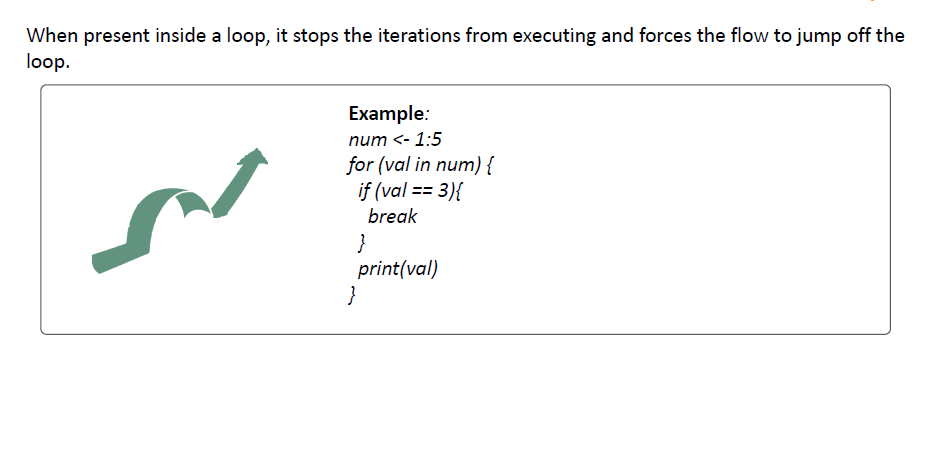 When present inside a loop, it stops the iterations from executing and forces the flow to jump off the
loop.
Example:
num <- 1:5
for (val in num) {
if (val == 3){
break
}
print(val)
}